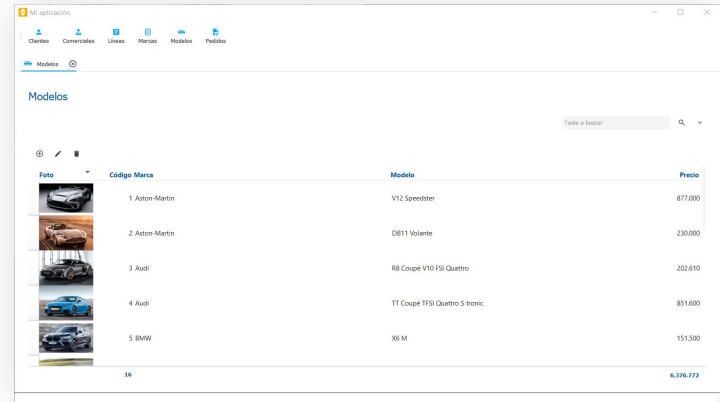 Mi aplicación
Clientes Comerciales Líneas Marcas Modelos Pedidos
Modelos
Modelos
Texto a buscar
Foto Código Marca Modelo Precio
1 Aston-Martin V12 Speedster 877.000
2 Aston-Martin DB11 Volante 230.000
3 Audi R8 Coupé V10 FSI Quattro 202.610
4 Audi TT Coupé TFSI Quattro S tronic 851.600
5 BMW X6 M 151.500
16 6.376.772